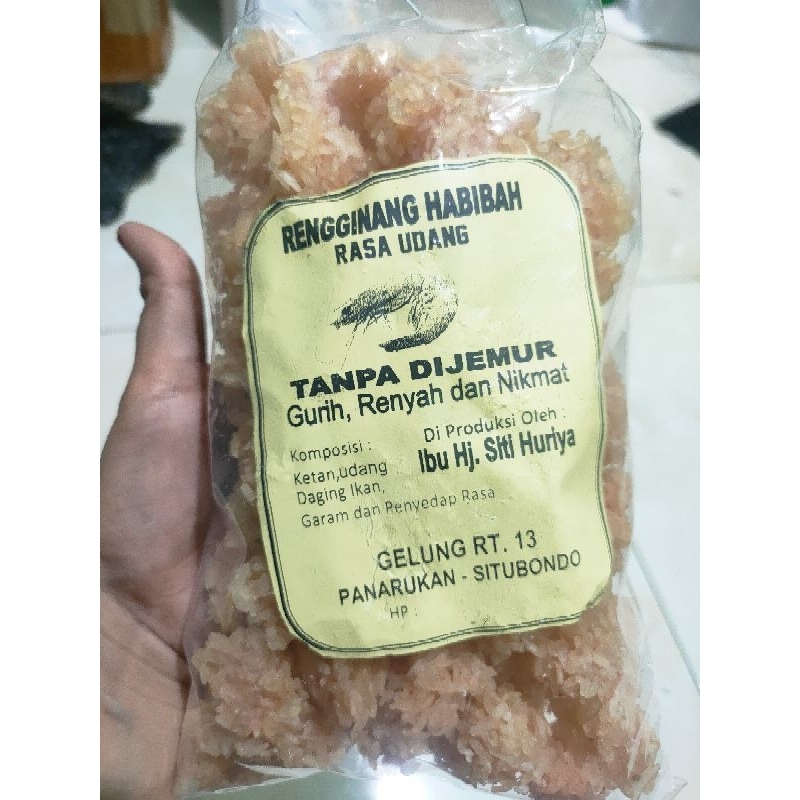 RENGGINANG HABIBAH
RASA UDANG
TANPA DIJEMUR
Gurih, Renyah dan Nikmat
Komposisi :
Ketan,udang
Daging Ikan,
Garam dan Penyedap Rasa
Di Produksi Oleh :
Ibu Hj. Siti Huriya
GELUNG RT. 13
PANARUKAN - SITUBONDO
HP :